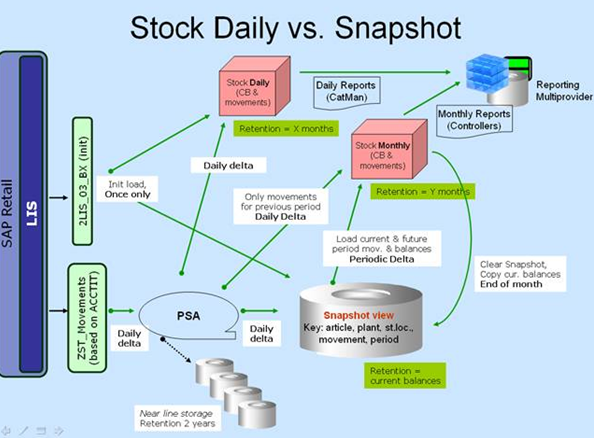 Stock Daily vs. Snapshot
SAP Retail
LIS
2LIS_03_BX (init)
ZST_Movements
(based on ACCTIT)
Stock Daily
(CB &
movements)
Retention = X months
Daily Reports
(CatMan)
Reporting
Multiprovider
Monthly Reports
(Controllers)
Stock Monthly
(CB &
movements)
Retention = Y months
Daily delta
Init load,
Once only
Only movements
for previous period
Daily Delta
Load current & future
period mov. & balances
Periodic Delta
Clear Snapshot,
Copy cur. balances
End of month
PSA
Daily
delta
Daily
delta
Snapshot view
Key: article, plant, st.loc.,
movement, period
Retention =
current balances
Near line storage
Retention 2 years